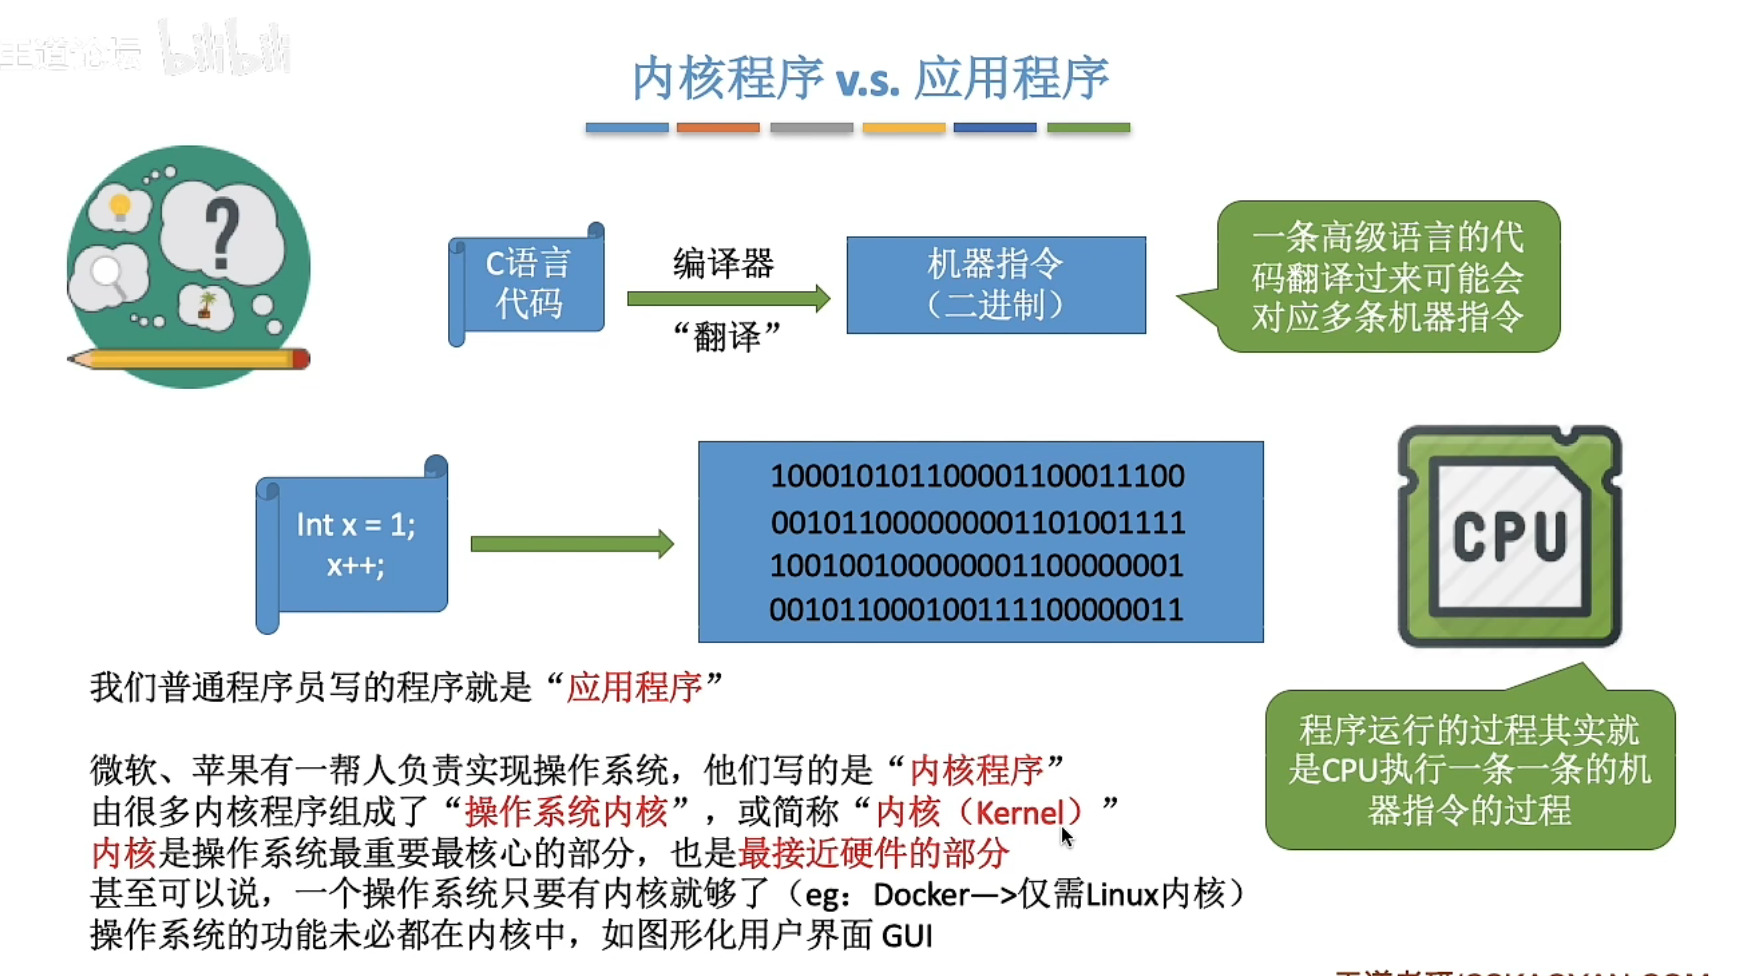 王道论坛 bilibili
内核程序 v.s. 应用程序
C语言
代码
编译器
“翻译”
机器指令
（二进制）
一条高级语言的代
码翻译过来可能会
对应多条机器指令
Int x = 1;
x++;
100010101100001100011100
001011000000001101001111
100100100000001100000001
001011000100111100000011
CPU
程序运行的过程其实就
是CPU执行一条一条的机
器指令的过程
我们普通程序员写的程序就是“应用程序”
微软、苹果有一帮人负责实现操作系统，他们写的是“内核程序”
由很多内核程序组成了“操作系统内核”，或简称“内核（Kernel）”
内核是操作系统最重要最核心的部分，也是最接近硬件的部分
甚至可以说，一个操作系统只要有内核就够了（eg：Docker—>仅需Linux内核）
操作系统的功能未必都在内核中，如图形化用户界面 GUI
王道考研/CSKAOYAN.COM